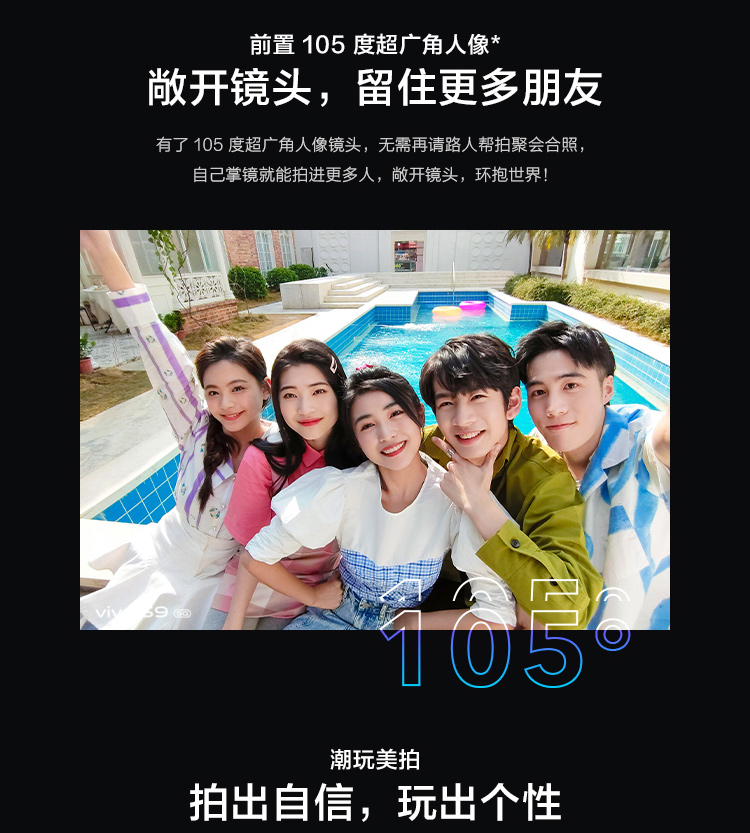 前置 105 度超广角人像*
敞开镜头，留住更多朋友
有了 105 度超广角人像镜头，无需再请路人帮拍聚会合照，
自己掌镜就能拍进更多人，敞开镜头，环抱世界！
vivo S9 5G
105°
潮玩美拍
拍出自信，玩出个性